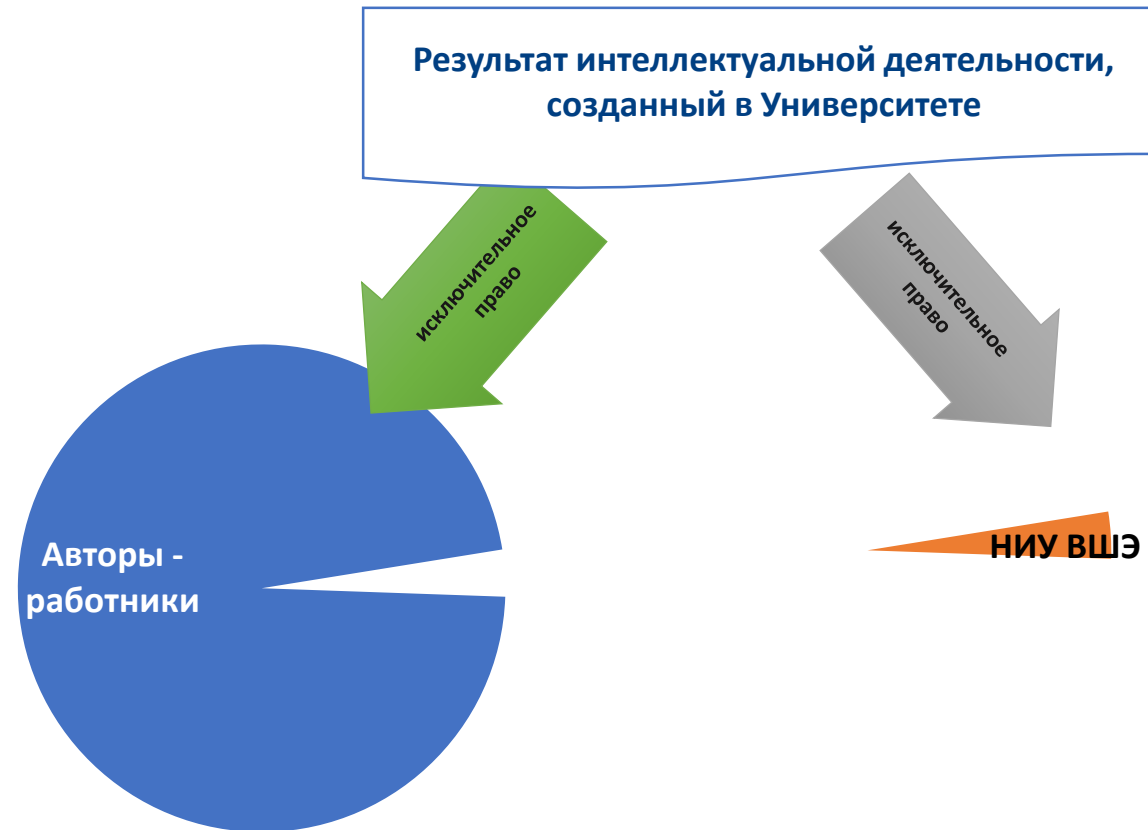 Результат интеллектуальной деятельности,
созданный в Университете
исключительное
право
исключительное
право
Авторы -
работники
НИУ ВШЭ